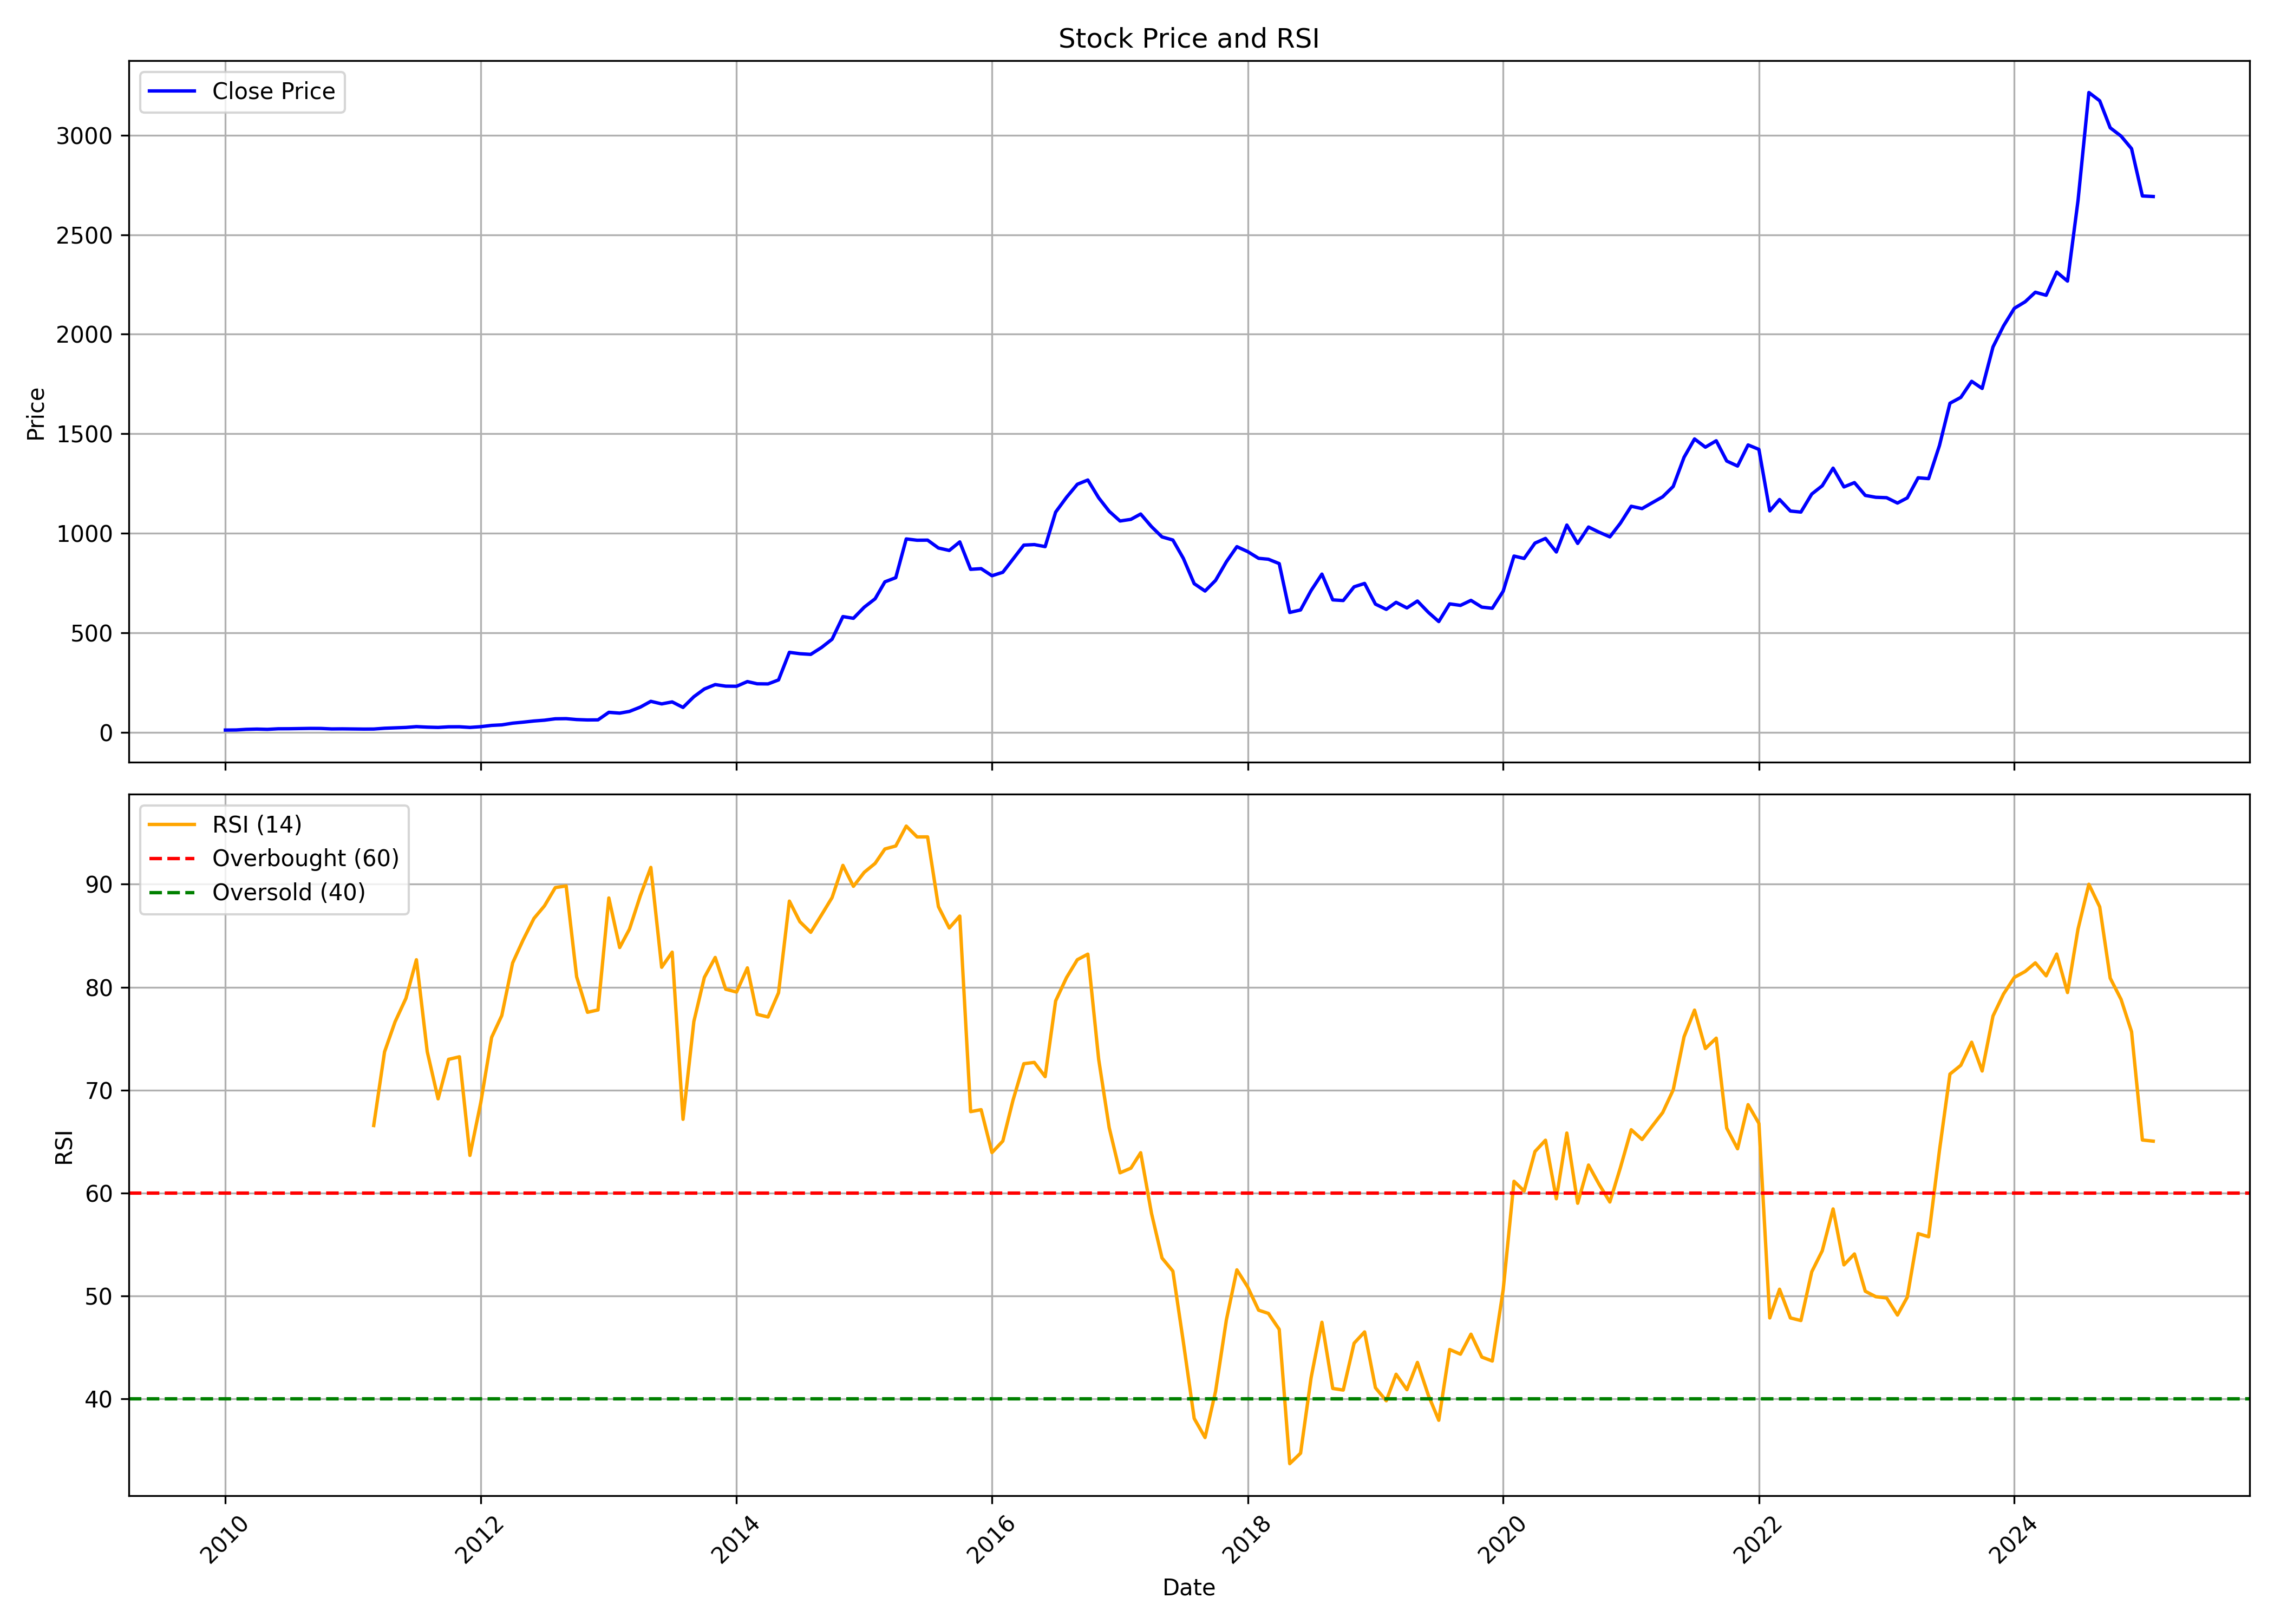 Stock Price and RSI
Close Price
3000
2500
2000
1500
1000
500
0
Price
RSI (14)
Overbought (60)
Oversold (40)
90
80
70
60
50
40
RSI
2010
2012
2014
2016
2018
2020
2022
2024
Date